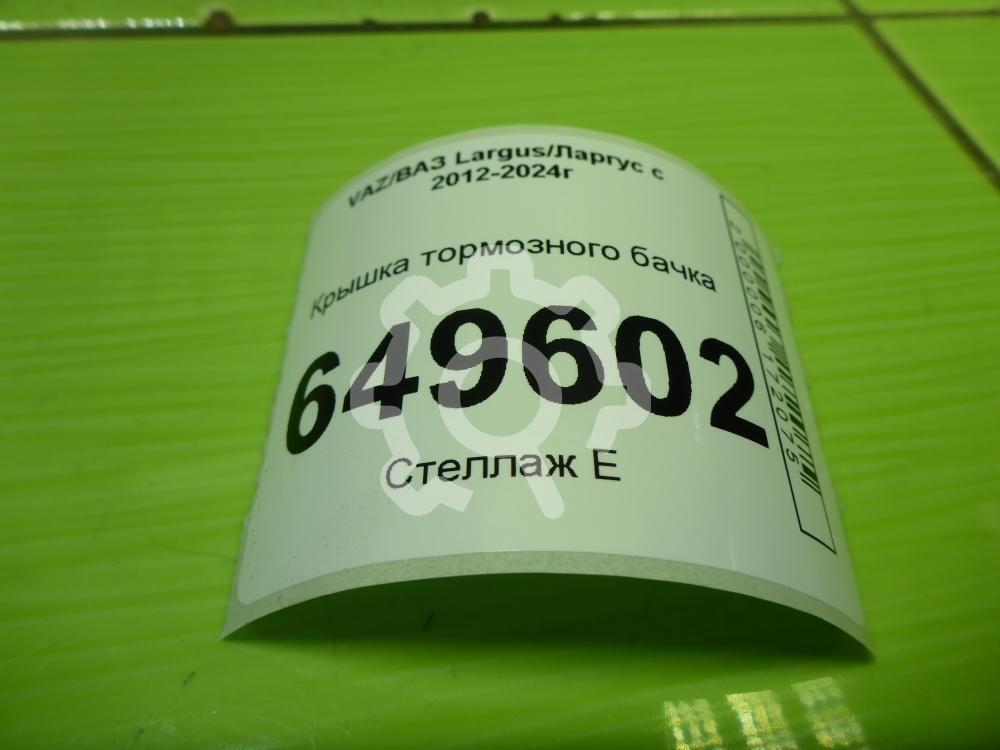 VAZ/ВАЗ Largus/Ларгус с
2012-2024г
Крышка тормозного бачка
649602
Стеллаж Е